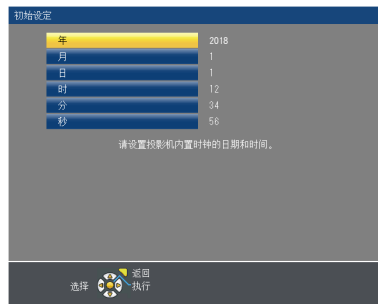 初始设定
年 2018
月 1
日 1
时 12
分 34
秒 56
请设置投影机内置时钟的日期和时间。
返回
选择 执行